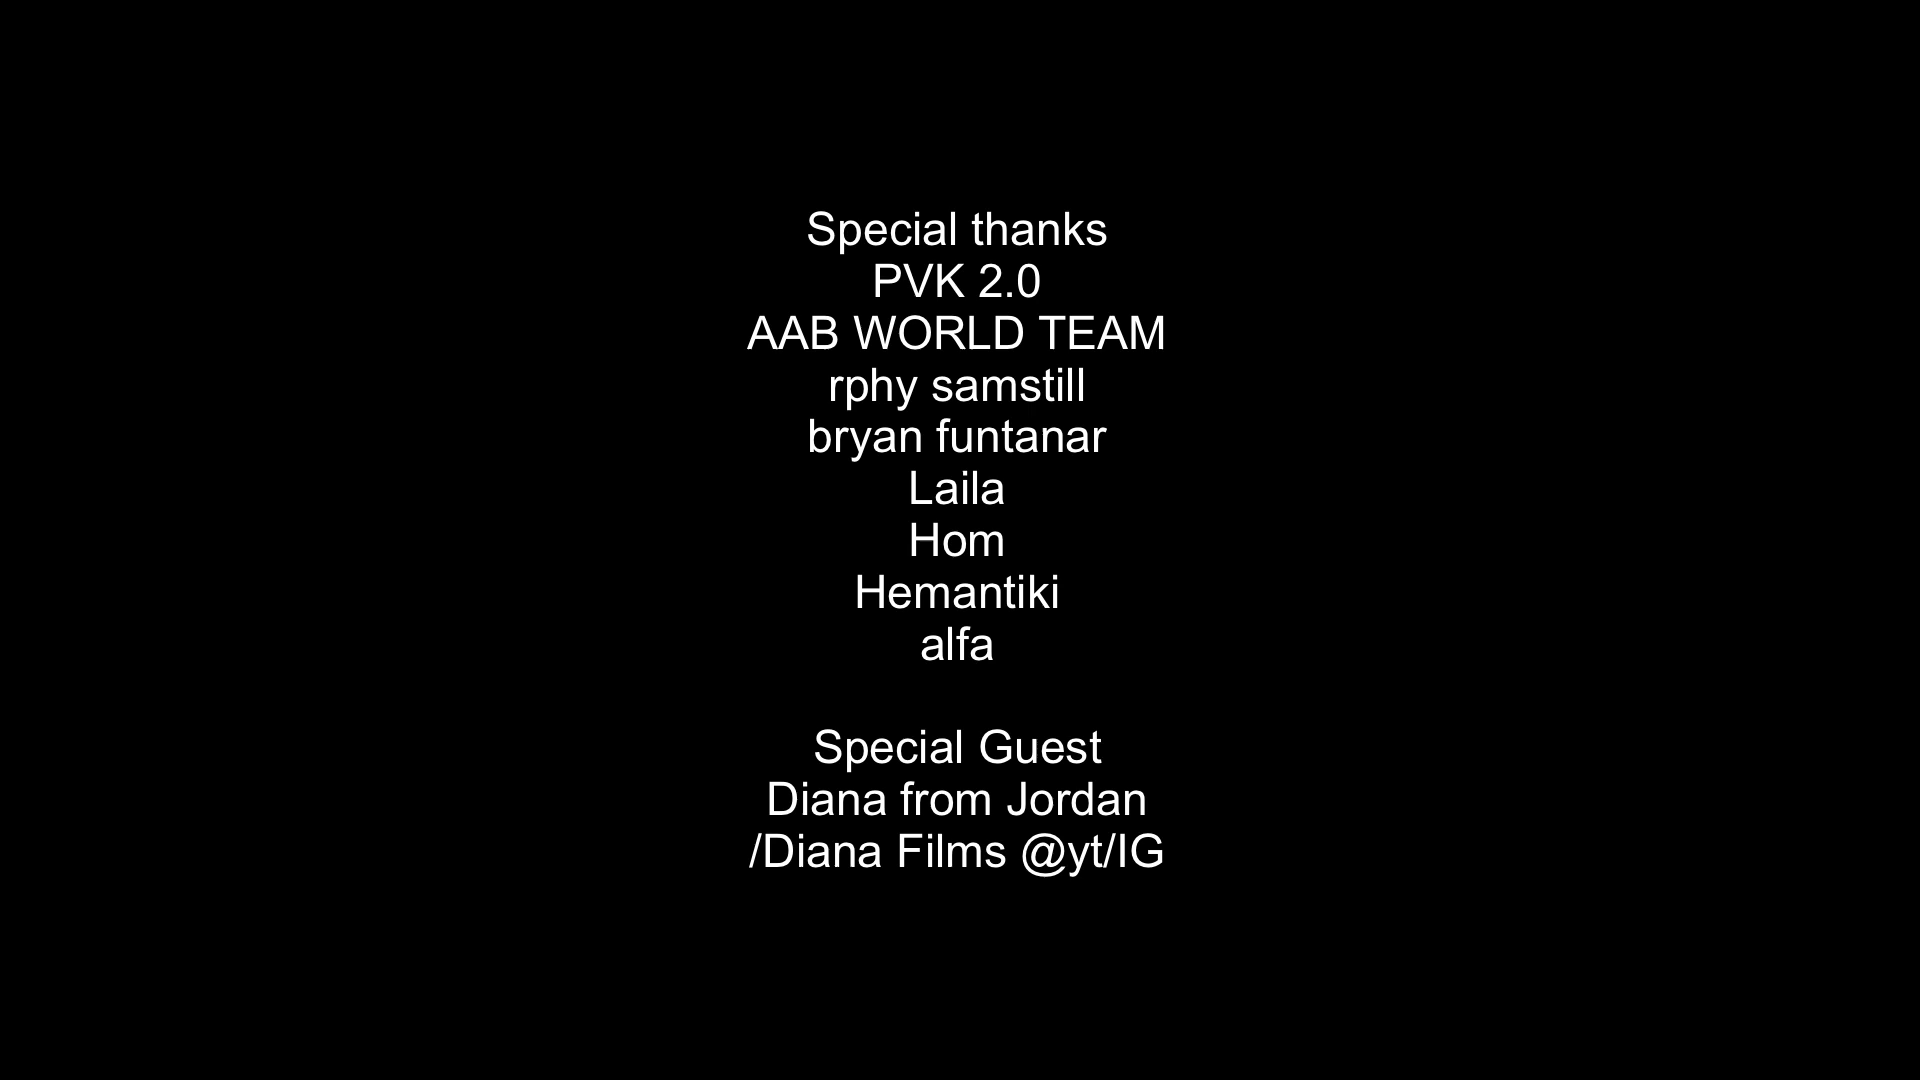 Special thanks
PVK 2.0
AAB WORLD TEAM
rphy samstill
bryan funtanar
Laila
Hom
Hemantiki
alfa
Special Guest
Diana from Jordan
/Diana Films @yt/IG